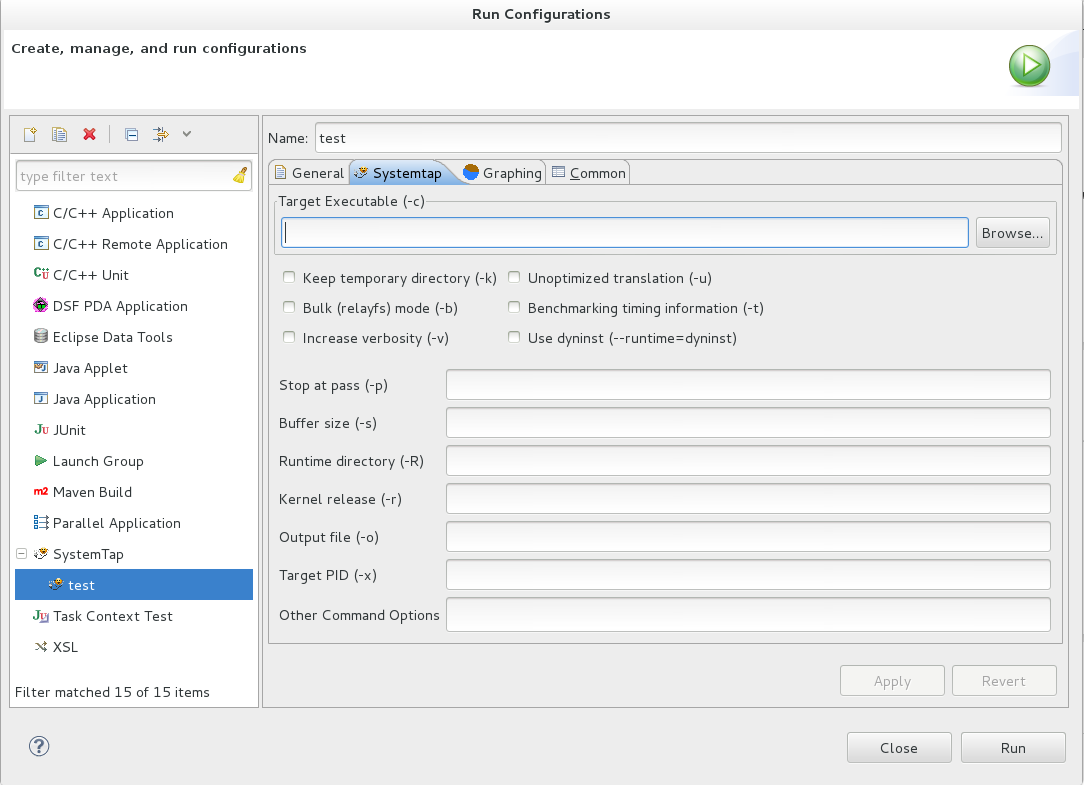 Run Configurations
Create, manage, and run configurations
type filter text
C/C++ Application
C/C++ Remote Application
C/C++ Unit
DSF PDA Application
Eclipse Data Tools
Java Applet
Java Application
JUnit
Launch Group
Maven Build
Parallel Application
SystemTap
test
Task Context Test
XSL
Filter matched 15 of 15 items
Name: test
General Systemtap Graphing Common
Target Executable (-c)
Browse...
Keep temporary directory (-k) Unoptimized translation (-u)
Bulk (relayfs) mode (-b) Benchmarking timing information (-t)
Increase verbosity (-v) Use dyninst (--runtime=dyninst)
Stop at pass (-p)
Buffer size (-s)
Runtime directory (-R)
Kernel release (-r)
Output file (-o)
Target PID (-x)
Other Command Options
Apply Revert
Close Run